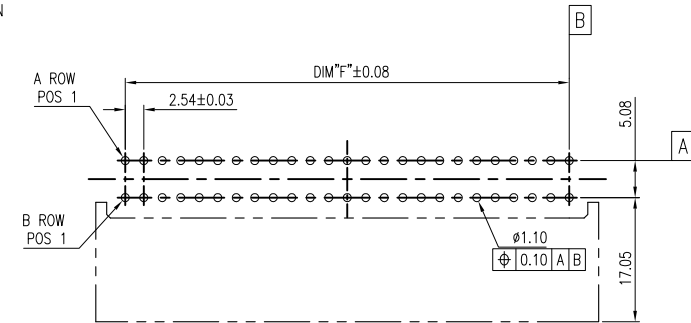 N
B
DIM"F"±0.08
A ROW
POS 1
2.54±0.03
5.08
A
B ROW
POS 1
ø1.10
⌖ 0.10 A B
17.05